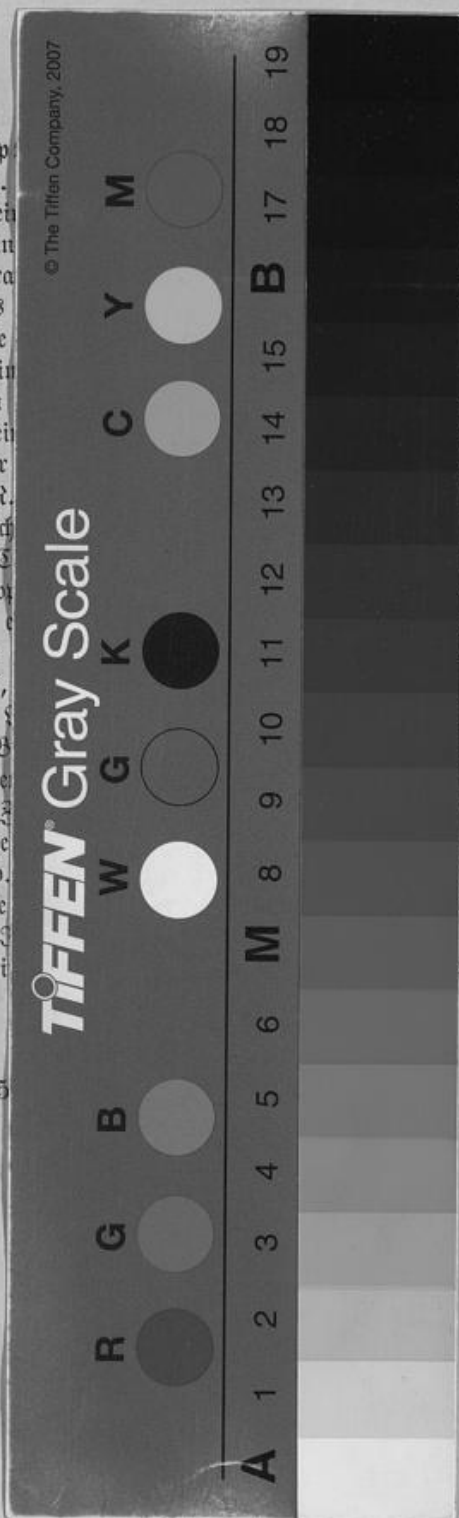 © The Tiffen Company, 2007
TIFFEN® Gray Scale
R G B W G K C Y M
A 1 2 3 4 5 6 M 8 9 10 11 12 13 14 15 B 17 18 19